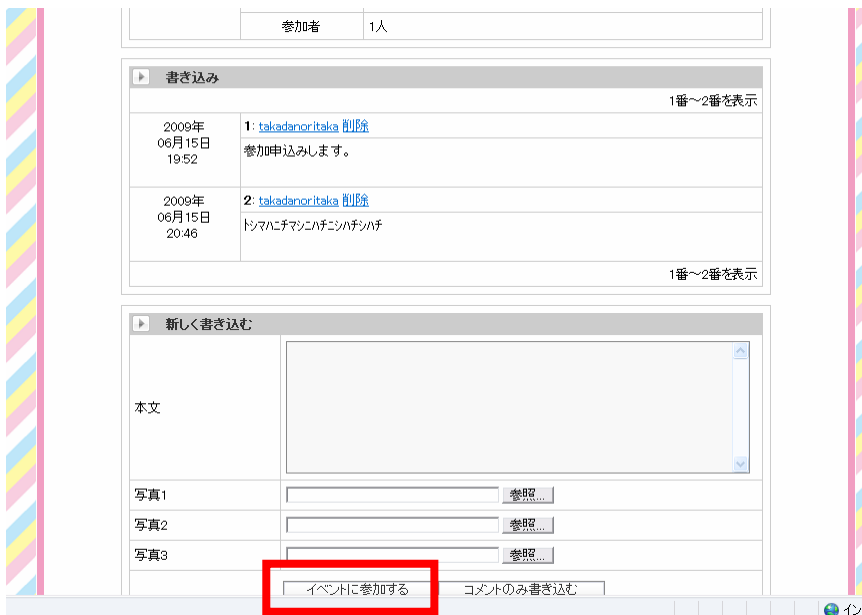 参加者 1人
書き込み
1番～2番を表示
2009年
06月15日
19:52
1: takadanoritaka 削除
参加申込みします。
2009年
06月15日
20:46
2: takadanoritaka 削除
ﾄｼマハニチマシニハチニシハチシハチ
1番～2番を表示
新しく書き込む
本文
写真1 参照...
写真2 参照...
写真3 参照...
イベントに参加する コメントのみ書き込む
イン